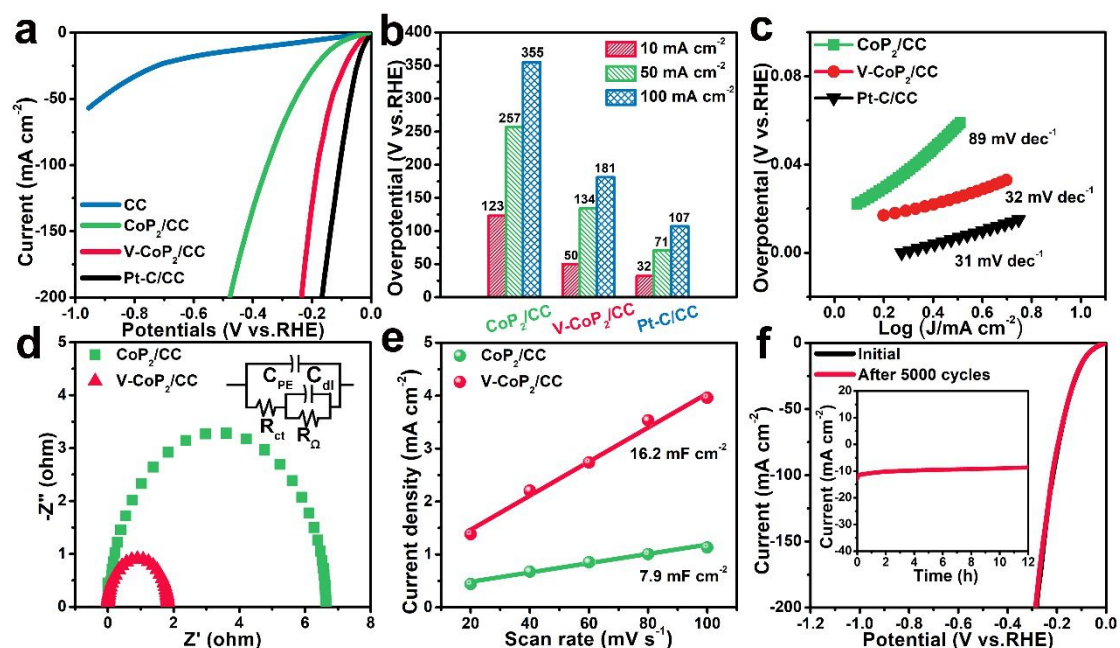 a
0
-50
-100
-150
-200
Current (mA cm⁻²)
CC
CoP₂/CC
V-CoP₂/CC
Pt-C/CC
-1.0 -0.8 -0.6 -0.4 -0.2 0.0
Potentials (V vs.RHE)
b
400
350
300
250
200
150
100
50
0
Overpotential (V vs.RHE)
10 mA cm⁻²
50 mA cm⁻²
100 mA cm⁻²
123
257
355
50
134
181
32
71
107
CoP₂/CC
V-CoP₂/CC
Pt-C/CC
c
0.08
0.04
0.00
Overpotential (V vs.RHE)
CoP₂/CC
V-CoP₂/CC
Pt-C/CC
89 mV dec⁻¹
32 mV dec⁻¹
31 mV dec⁻¹
0.0 0.2 0.4 0.6 0.8 1.0
Log (J/mA cm⁻²)
d
5
4
3
2
1
0
-Z" (ohm)
CoP₂/CC
V-CoP₂/CC
C_PE
C_dl
R_ct
R_Ω
0 2 4 6 8
Z' (ohm)
e
5
4
3
2
1
0
Current density (mA cm⁻²)
CoP₂/CC
V-CoP₂/CC
16.2 mF cm⁻²
7.9 mF cm⁻²
20 40 60 80 100
Scan rate (mV s⁻¹)
f
0
-50
-100
-150
-200
Current (mA cm⁻²)
Initial
After 5000 cycles
20
10
0
-10
-20
-30
-40
Current (mA cm⁻²)
0 2 4 6 8 10 12
Time (h)
-1.2 -1.0 -0.8 -0.6 -0.4 -0.2 0.0
Potential (V vs.RHE)